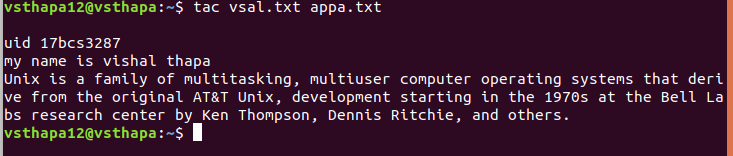 vsthapa12@vsthapa:~$ tac vsal.txt appa.txt
uid 17bcs3287
my name is vishal thapa
Unix is a family of multitasking, multiuser computer operating systems that deri
ve from the original AT&T Unix, development starting in the 1970s at the Bell La
bs research center by Ken Thompson, Dennis Ritchie, and others.
vsthapa12@vsthapa:~$